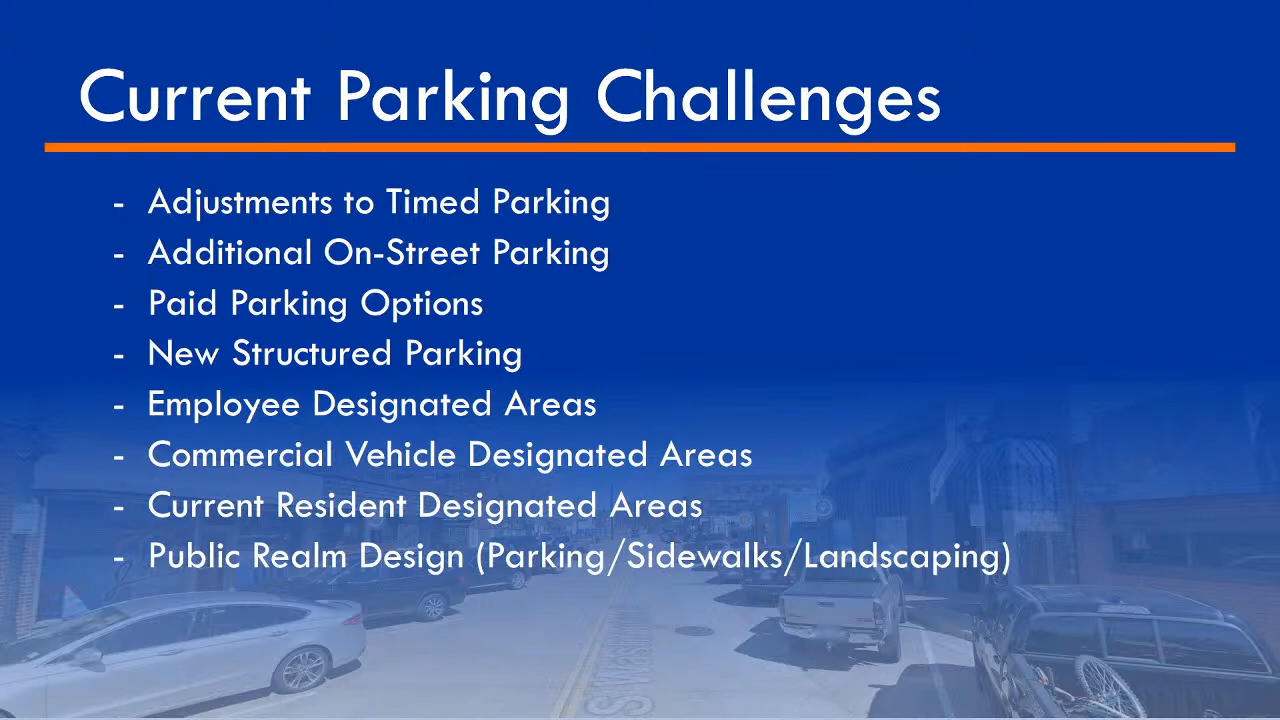 Current Parking Challenges
- Adjustments to Timed Parking
- Additional On-Street Parking
- Paid Parking Options
- New Structured Parking
- Employee Designated Areas
- Commercial Vehicle Designated Areas
- Current Resident Designated Areas
- Public Realm Design (Parking/Sidewalks/Landscaping)